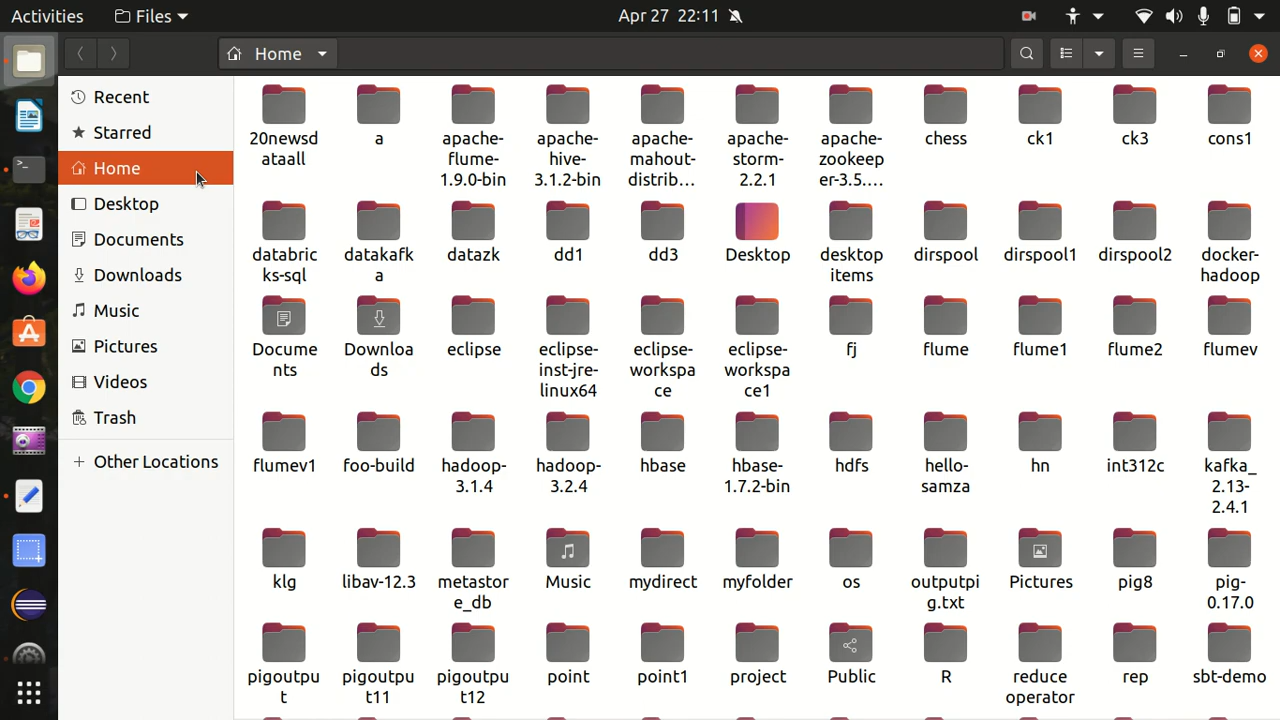 Activities Files Apr 27 22:11
Home
Recent
Starred
Home
Desktop
Documents
Downloads
Music
Pictures
Videos
Trash
Other Locations
20newsd a apache- apache- apache- apache- apache- chess ck1 ck3 cons1
ataall flume- hive- mahout- storm- zookeep
1.9.0-bin 3.1.2-bin distrib... 2.2.1 er-3.5....
databric datakafk datazk dd1 dd3 Desktop desktop dirspool dirspool1 dirspool2 docker-
ks-sql a items hadoop
Docume Downloa eclipse eclipse- eclipse- eclipse- fj flume flume1 flume2 flumev
nts ds inst-jre- workspa workspa
linux64 ce ce1
flumev1 foo-build hadoop- hadoop- hbase hbase- hdfs hello- hn int312c kafka_
3.1.4 3.2.4 1.7.2-bin samza 2.13-
2.4.1
klg libav-12.3 metastor Music mydirect myfolder os outputpi Pictures pig8 pig-
e_db g.txt 0.17.0
pigoutpu pigoutpu pigoutpu point point1 project Public R reduce rep sbt-demo
t t11 t12 operator